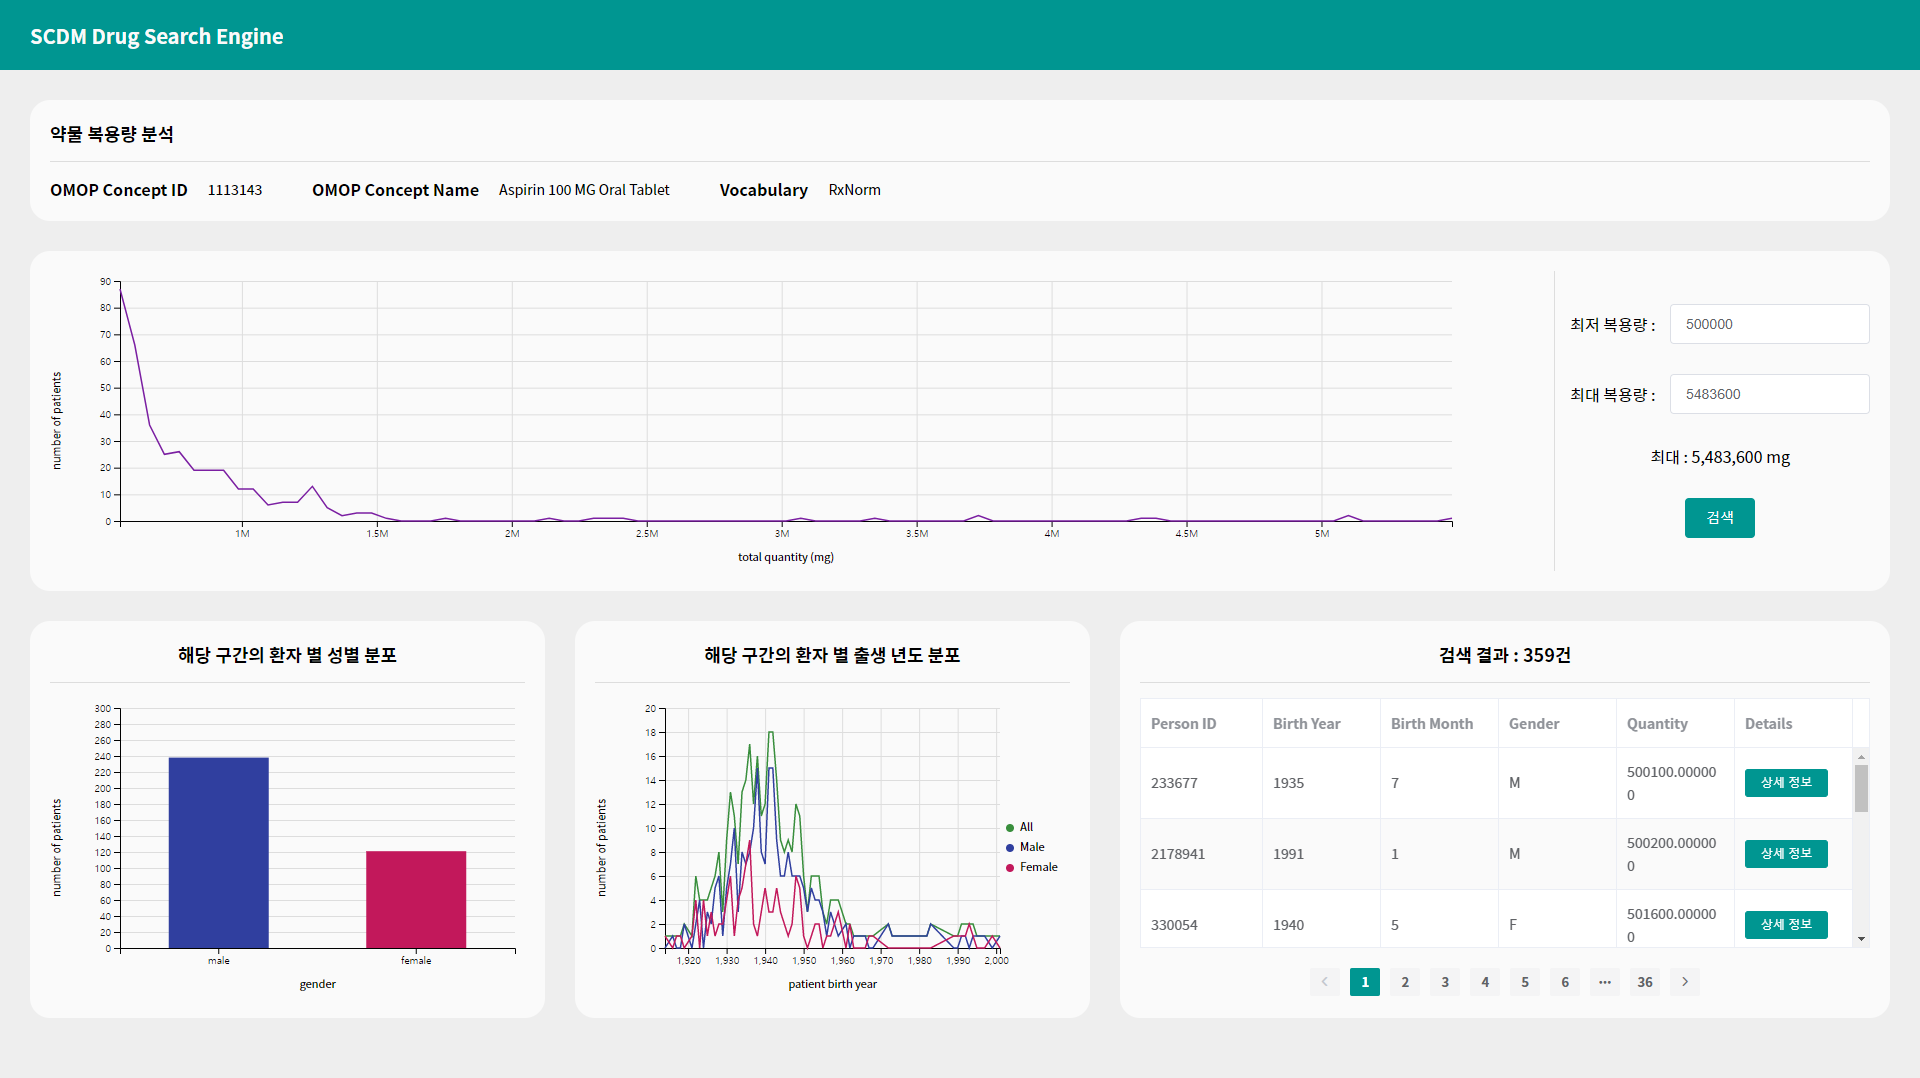 SCDM Drug Search Engine
약물 복용량 분석
OMOP Concept ID 1113143 OMOP Concept Name Aspirin 100 MG Oral Tablet Vocabulary RxNorm
90
80
70
60
50
40
30
20
10
0
number of patients
1M 1.5M 2M 2.5M 3M 3.5M 4M 4.5M 5M
total quantity (mg)
최저 복용량 : 500000
최대 복용량 : 5483600
최대 : 5,483,600 mg
검색
해당 구간의 환자 별 성별 분포
300
280
260
240
220
200
180
160
140
120
100
80
60
40
20
0
number of patients
male female
gender
해당 구간의 환자 별 출생 년도 분포
20
18
16
14
12
10
8
6
4
2
0
number of patients
1,920 1,930 1,940 1,950 1,960 1,970 1,980 1,990 2,000
patient birth year
All
Male
Female
검색 결과 : 359건
Person ID Birth Year Birth Month Gender Quantity Details
233677 1935 7 M 500100.00000
0 상세 정보
2178941 1991 1 M 500200.00000
0 상세 정보
330054 1940 5 F 501600.00000
0 상세 정보
1 2 3 4 5 6 ··· 36